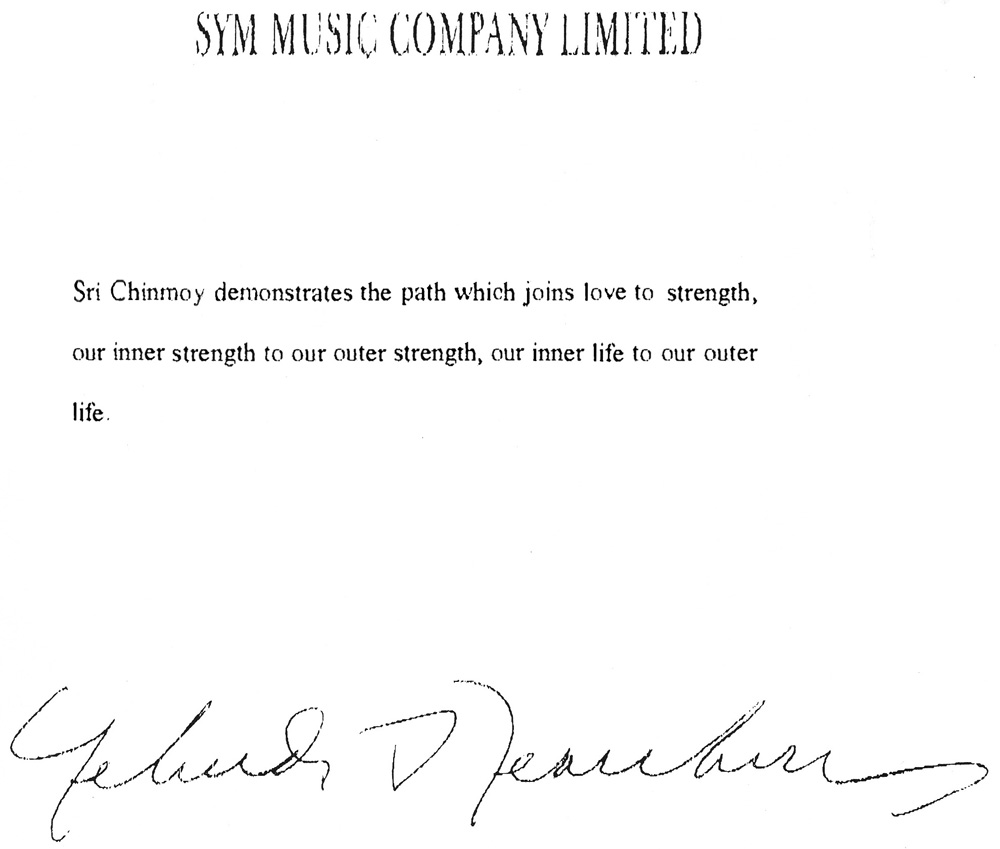 SYM MUSIC COMPANY LIMITED
Sri Chinmoy demonstrates the path which joins love to strength,
our inner strength to our outer strength, our inner life to our outer
life.
Yehudi Menuhin